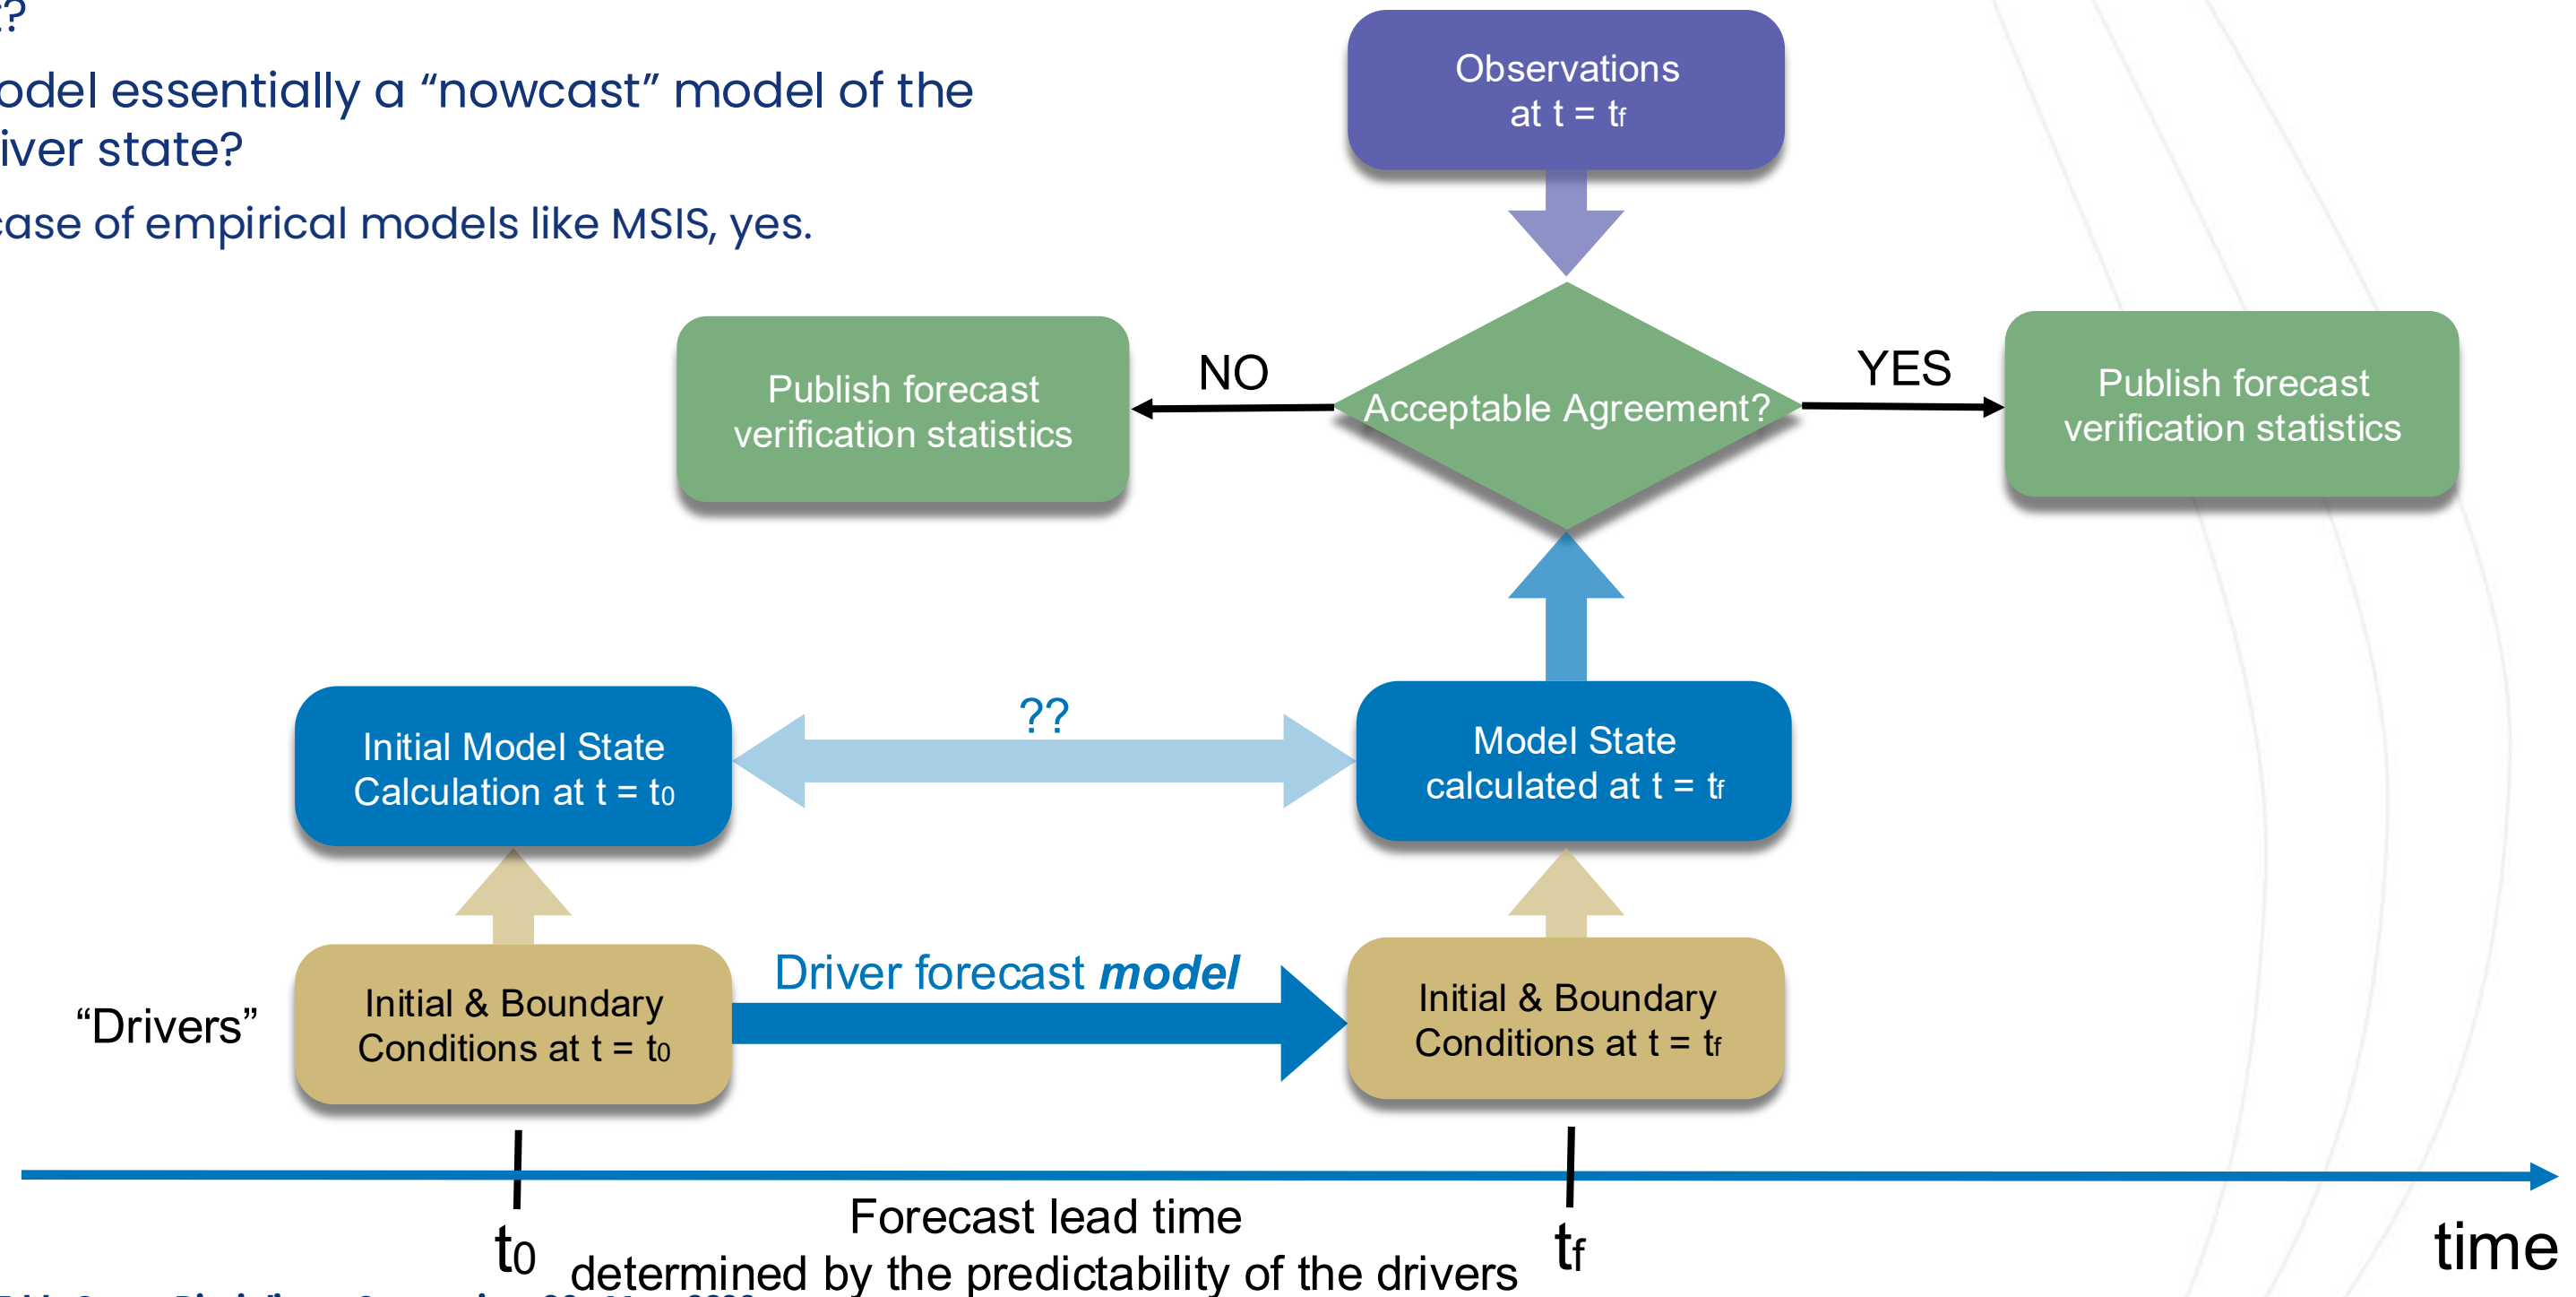 ?
odel essentially a “nowcast” model of the
iver state?
case of empirical models like MSIS, yes.
Observations
at t = tf
Publish forecast
verification statistics
NO
Acceptable Agreement?
YES
Publish forecast
verification statistics
Initial Model State
Calculation at t = t0
??
Model State
calculated at t = tf
“Drivers”
Initial & Boundary
Conditions at t = t0
Driver forecast model
Initial & Boundary
Conditions at t = tf
t0
Forecast lead time
determined by the predictability of the drivers
tf
time